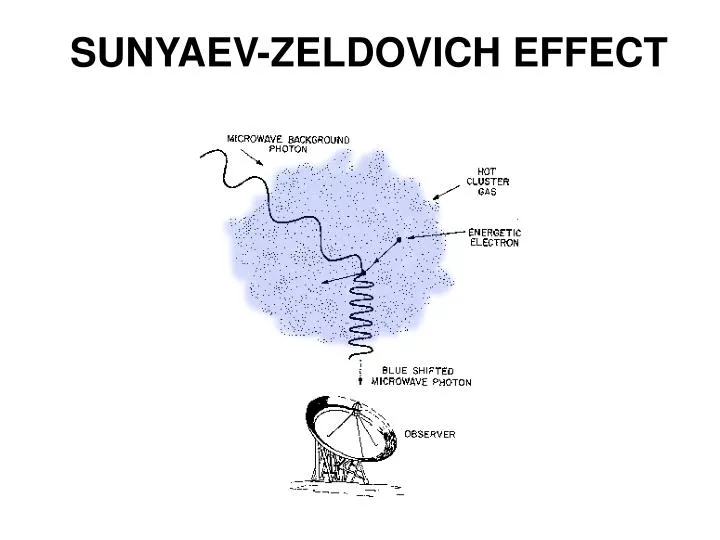 SUNYAEV-ZELDOVICH EFFECT
MICROWAVE BACKGROUND
PHOTON
HOT
CLUSTER
GAS
ENERGETIC
ELECTRON
BLUE SHIFTED
MICROWAVE PHOTON
OBSERVER